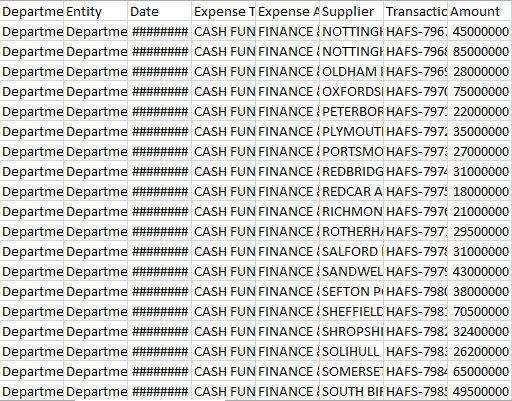 Departme Entity Date Expense T Expense A Supplier Transactio Amount
Departme Departme ######## CASH FUN FINANCE & NOTTINGH HAFS-7967 45000000
Departme Departme ######## CASH FUN FINANCE & NOTTINGH HAFS-7968 85000000
Departme Departme ######## CASH FUN FINANCE & OLDHAM HAFS-7969 28000000
Departme Departme ######## CASH FUN FINANCE & OXFORDSI HAFS-7970 75000000
Departme Departme ######## CASH FUN FINANCE & PETERBOR HAFS-7971 22000000
Departme Departme ######## CASH FUN FINANCE & PLYMOUTI HAFS-7972 35000000
Departme Departme ######## CASH FUN FINANCE & PORTSMO HAFS-7973 27000000
Departme Departme ######## CASH FUN FINANCE & REDBRIDG HAFS-7974 31000000
Departme Departme ######## CASH FUN FINANCE & REDCAR A HAFS-7975 18000000
Departme Departme ######## CASH FUN FINANCE & RICHMON HAFS-7976 21000000
Departme Departme ######## CASH FUN FINANCE & ROTHERHA HAFS-7977 29500000
Departme Departme ######## CASH FUN FINANCE & SALFORD HAFS-7978 31000000
Departme Departme ######## CASH FUN FINANCE & SANDWEL HAFS-7979 43000000
Departme Departme ######## CASH FUN FINANCE & SEFTON P HAFS-7980 38000000
Departme Departme ######## CASH FUN FINANCE & SHEFFIELD HAFS-7981 70500000
Departme Departme ######## CASH FUN FINANCE & SHROPSHI HAFS-7982 32400000
Departme Departme ######## CASH FUN FINANCE & SOLIHULL HAFS-7983 26200000
Departme Departme ######## CASH FUN FINANCE & SOMERSET HAFS-7984 65000000
Departme Departme ######## CASH FUN FINANCE & SOUTH BIR HAFS-7985 49500000